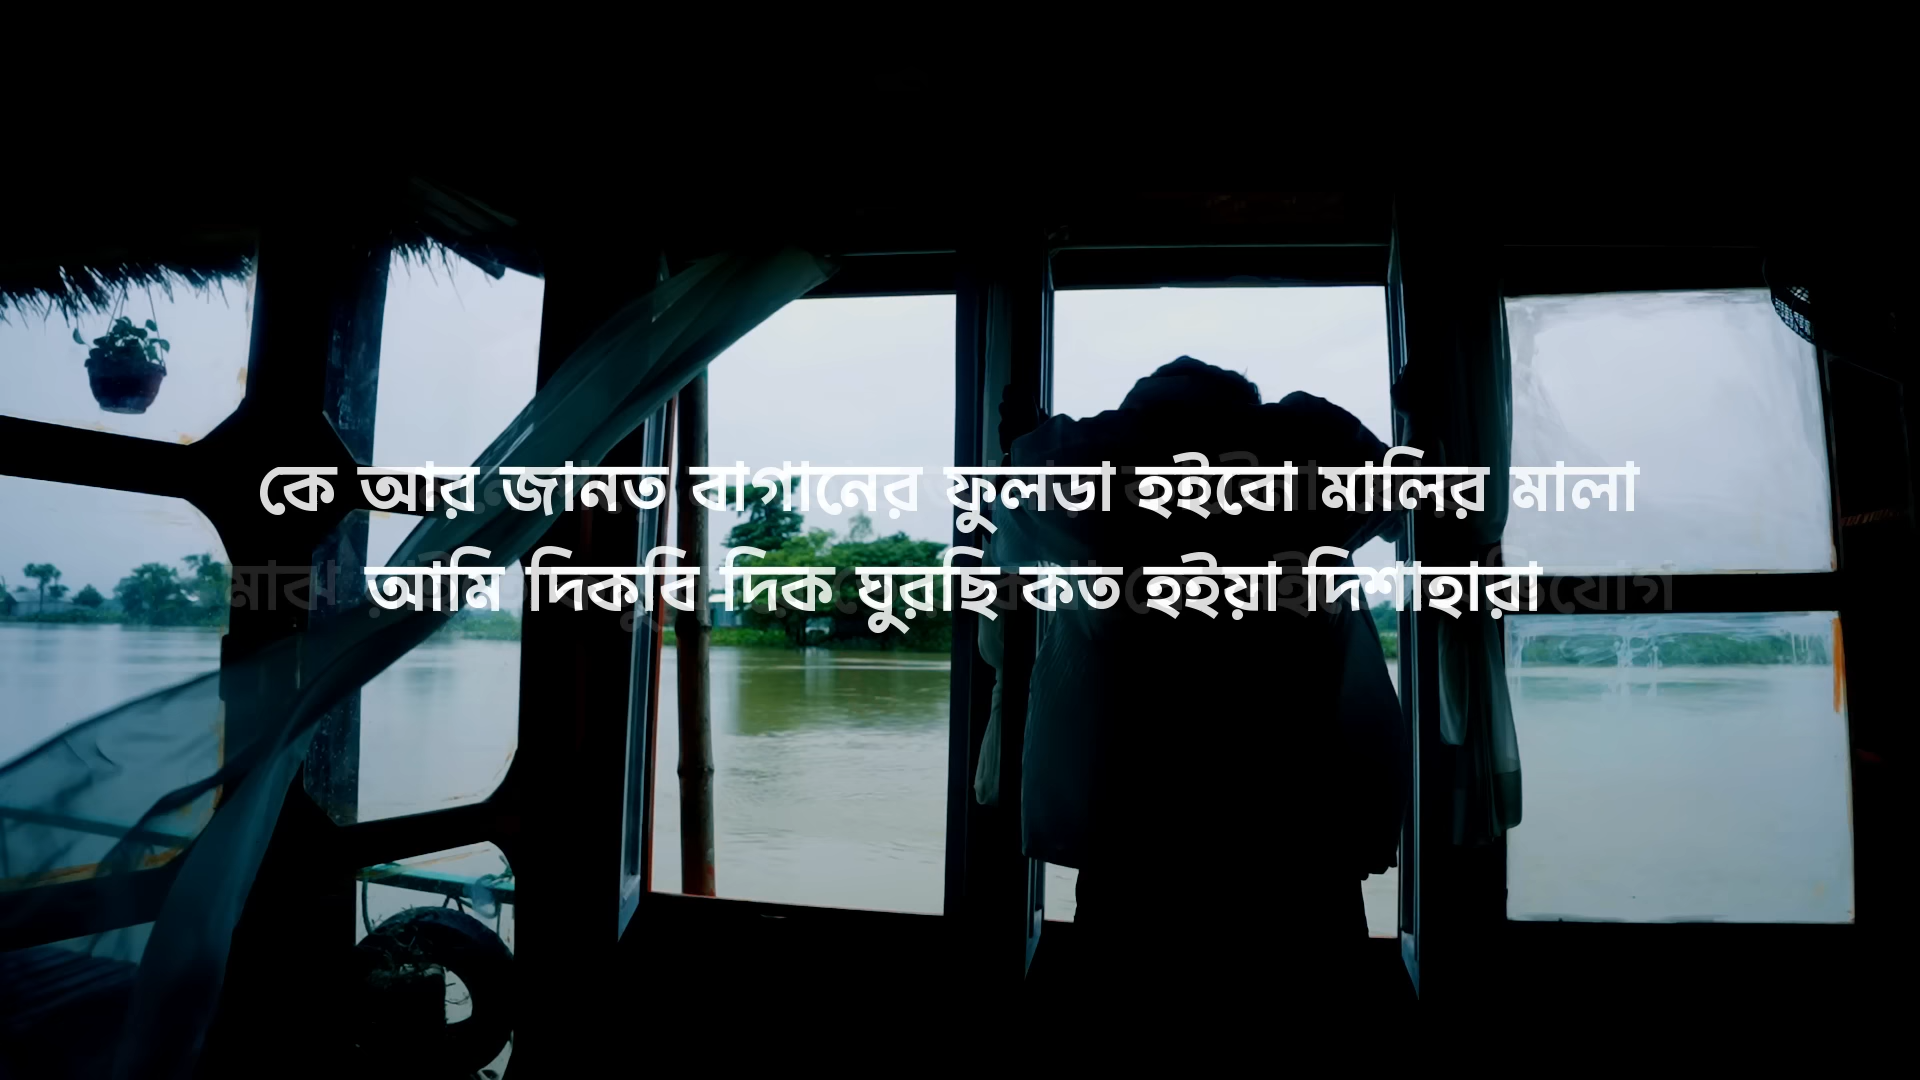 কে আর জানত বাগানের ফুলডা হইবো মালির মালা
আমি দিকবিদিক ঘুরছি কত হইয়া দিশাহারা